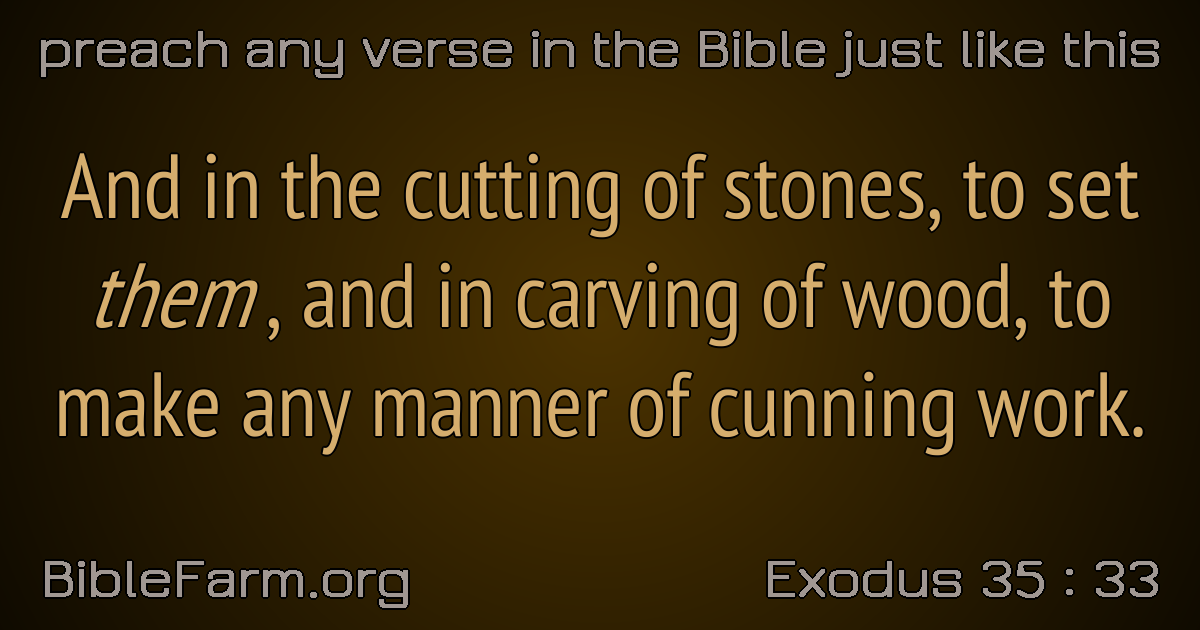 preach any verse in the Bible just like this
And in the cutting of stones, to set
them , and in carving of wood, to
make any manner of cunning work.
BibleFarm.org
Exodus 35 : 33